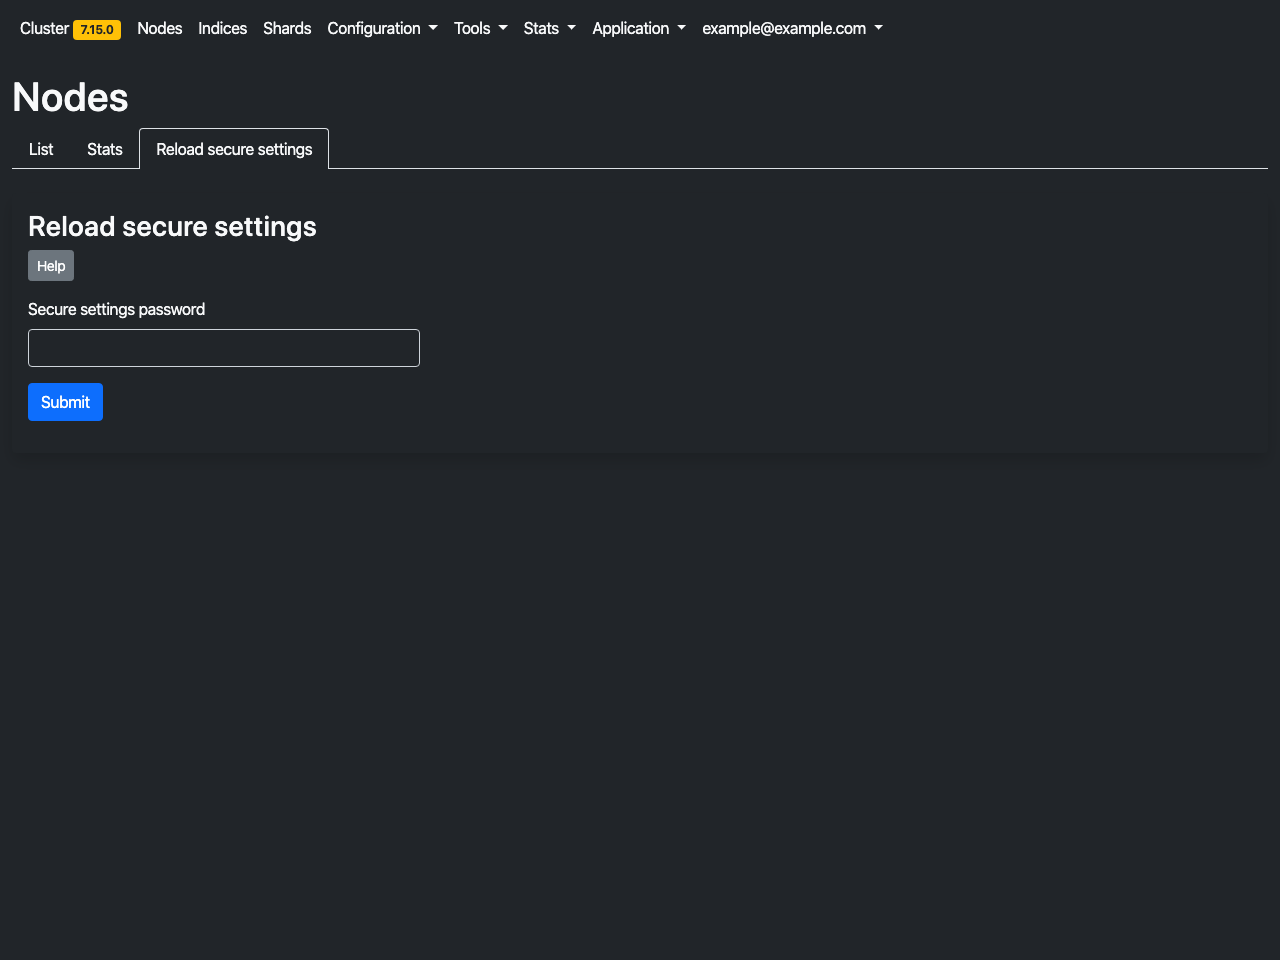 Cluster 7.15.0 Nodes Indices Shards Configuration Tools Stats Application example@example.com
Nodes
List Stats Reload secure settings
Reload secure settings
Help
Secure settings password
Submit